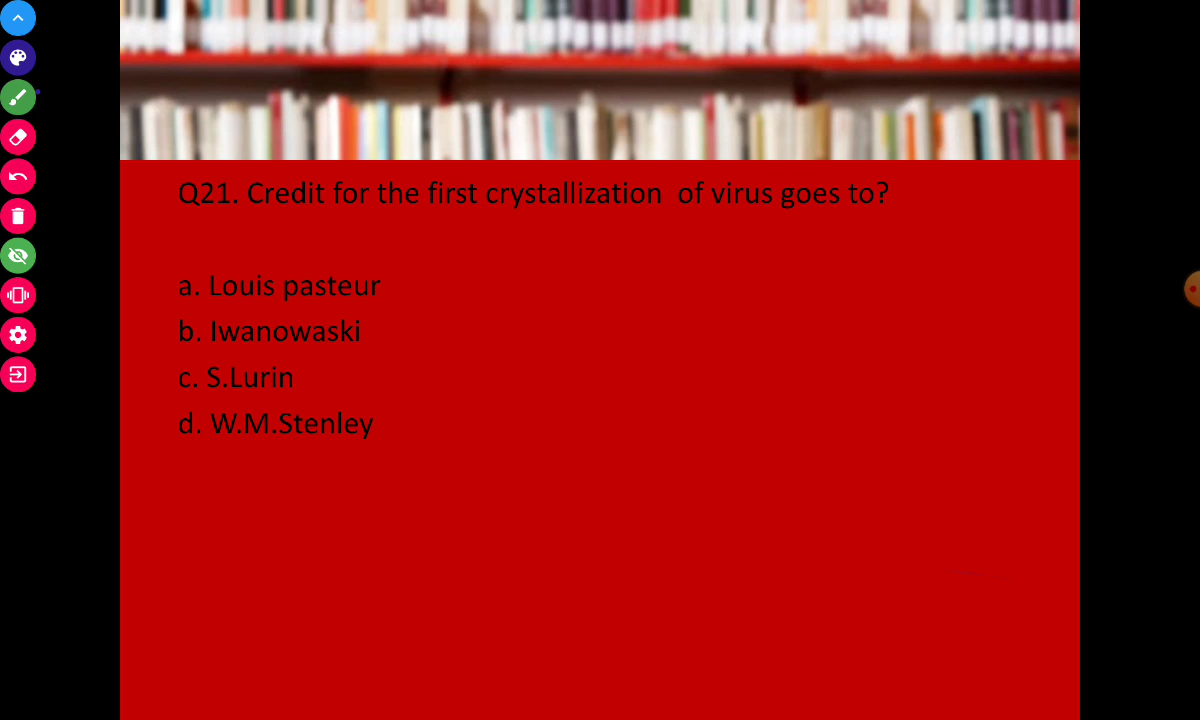 Q21. Credit for the first crystallization  of virus goes to?
a. Louis pasteur
b. Iwanowaski
c. S.Lurin
d. W.M.Stenley